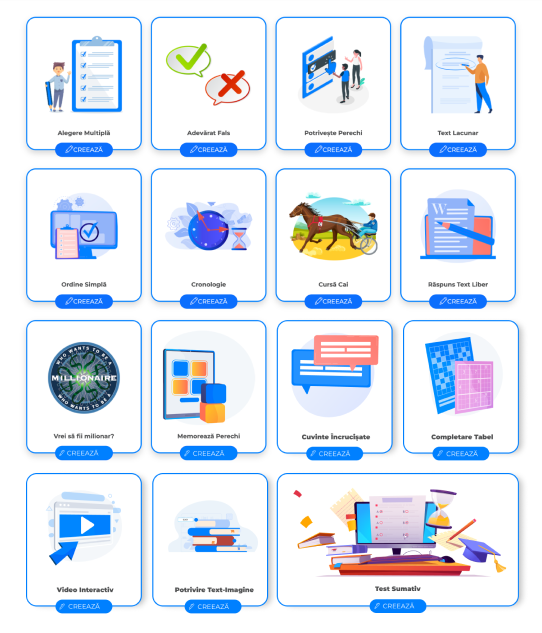 Alegere Multiplă
Adevărat Fals
Potrivește Perechi
Text Lacunar
CREEAZĂ
CREEAZĂ
CREEAZĂ
CREEAZĂ
Ordine Simplă
Cronologie
Cursă Cai
Răspuns Text Liber
CREEAZĂ
CREEAZĂ
CREEAZĂ
CREEAZĂ
WHO WANTS TO BE A
MILLIONAIRE
WHO WANTS TO BE A
Vrei să fii milionar?
Memorează Perechi
Cuvinte Încrucișate
Completare Tabel
CREEAZĂ
CREEAZĂ
CREEAZĂ
CREEAZĂ
Video Interactiv
Potrivire Text-Imagine
Test Sumativ
CREEAZĂ
CREEAZĂ
CREEAZĂ